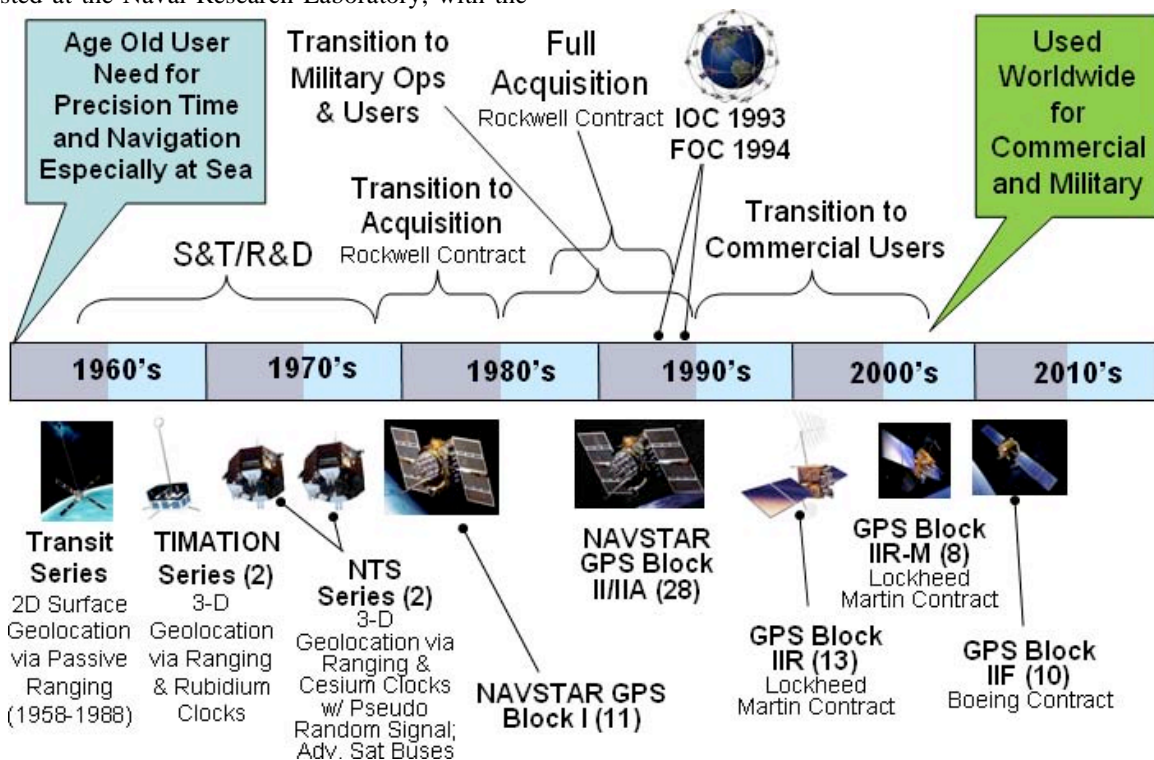 sted at the Naval Research Laboratory, with the
Age Old User
Need for
Precision Time
and Navigation
Especially at Sea
Transition to
Military Ops
& Users
Full
Acquisition
Rockwell Contract
IOC 1993
FOC 1994
Used
Worldwide
for
Commercial
and Military
S&T/R&D
Transition to
Acquisition
Rockwell Contract
Transition to
Commercial Users
1960's
1970's
1980's
1990's
2000's
2010's
Transit
Series
2D Surface
Geolocation
via Passive
Ranging
(1958-1988)
TIMATION
Series (2)
3-D
Geolocation
via Ranging
& Rubidium
Clocks
NTS
Series (2)
3-D
Geolocation via
Ranging &
Cesium Clocks
w/ Pseudo
Random Signal;
Adv. Sat Buses
NAVSTAR GPS
Block I (11)
NAVSTAR
GPS Block
II/IIA (28)
GPS Block
IIR (13)
Lockheed
Martin Contract
GPS Block
IIR-M (8)
Lockheed
Martin Contract
GPS Block
IIF (10)
Boeing Contract